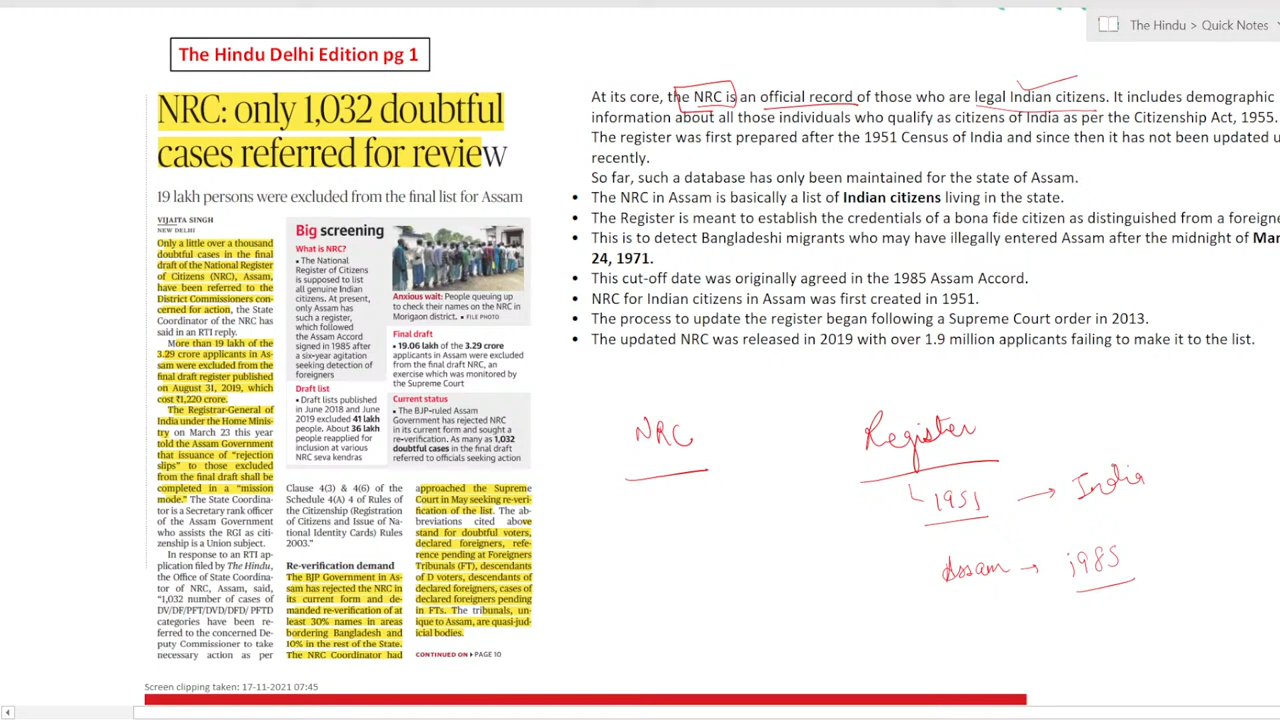 The Hindu > Quick Notes
The Hindu Delhi Edition pg 1
NRC: only 1,032 doubtful
cases referred for review
19 lakh persons were excluded from the final list for Assam
VIJAITA SINGH
NEW DELHI
Only a little over a thousand
doubtful cases in the final
draft of the National Register
of Citizens (NRC), Assam,
have been referred to the
District Commissioners con-
cerned for action, the State
Coordinator of the NRC has
said in an RTI reply.
More than 19 lakh of the
3.29 crore applicants in As-
sam were excluded from the
final draft register published
on August 31, 2019, which
cost ₹1,220 crore.
The Registrar-General of
India under the Home Minis-
try on March 23 this year
told the Assam Government
that issuance of "rejection
slips" to those excluded
from the final draft shall be
completed in a "mission
mode." The State Coordina-
tor is a Secretary rank officer
of the Assam Government
who assists the RGI as citi-
zenship is a Union subject.
In response to an RTI ap-
plication filed by The Hindu,
the Office of State Coordina-
tor of NRC, Assam, said,
"1,032 number of cases of
DV/DF/PFT/DVD/DFD/ PFTD
categories have been re-
ferred to the concerned De-
puty Commissioner to take
necessary action as per
Big screening
What is NRC?
• The National
Register of Citizens
is supposed to list
all genuine Indian
citizens. At present,
only Assam has
such a register,
which followed
the Assam Accord
signed in 1985 after
a six-year agitation
seeking detection of
foreigners
Draft list
• Draft lists published
in June 2018 and June
2019 excluded 41 lakh
people. About 36 lakh
people reapplied for
inclusion at various
NRC seva kendras
Anxious wait: People queuing up
to check their names on the NRC in
Morigaon district. • FILE PHOTO
Final draft
• 19.06 lakh of the 3.29 crore
applicants in Assam were excluded
from the final draft NRC, an
exercise which was monitored by
the Supreme Court
Current status
• The BJP-ruled Assam
Government has rejected the NRC
in its current form and sought a
re-verification. As many as 1,032
doubtful cases in the final draft
referred to officials seeking action
Clause 4(3) & 4(6) of the
Schedule 4(A) 4 of Rules of
the Citizenship (Registration
of Citizens and Issue of Na-
tional Identity Cards) Rules
2003."
Re-verification demand
The BJP Government in As-
sam has rejected the NRC in
its current form and de-
manded re-verification of at
least 30% names in areas
bordering Bangladesh and
10% in the rest of the State.
The NRC Coordinator had
approached the Supreme
Court in May seeking re-veri-
fication of the list. The ab-
breviations cited above
stand for doubtful voters,
declared foreigners, refe-
rence pending at Foreigners
Tribunals (FT), descendants
of D voters, descendants of
declared foreigners, cases of
declared foreigners pending
in FTs. The tribunals, un-
ique to Assam, are quasi-jud-
icial bodies.
CONTINUED ON ▸ PAGE 10
Screen clipping taken: 17-11-2021 07:45
At its core, the NRC is an official record of those who are legal Indian citizens. It includes demographic
information about all those individuals who qualify as citizens of India as per the Citizenship Act, 1955.
The register was first prepared after the 1951 Census of India and since then it has not been updated u
recently.
So far, such a database has only been maintained for the state of Assam.
• The NRC in Assam is basically a list of Indian citizens living in the state.
• The Register is meant to establish the credentials of a bona fide citizen as distinguished from a foreigne
• This is to detect Bangladeshi migrants who may have illegally entered Assam after the midnight of Mar
24, 1971.
• This cut-off date was originally agreed in the 1985 Assam Accord.
• NRC for Indian citizens in Assam was first created in 1951.
• The process to update the register began following a Supreme Court order in 2013.
• The updated NRC was released in 2019 with over 1.9 million applicants failing to make it to the list.
NRC Register
1951 → India
Assam → 1985